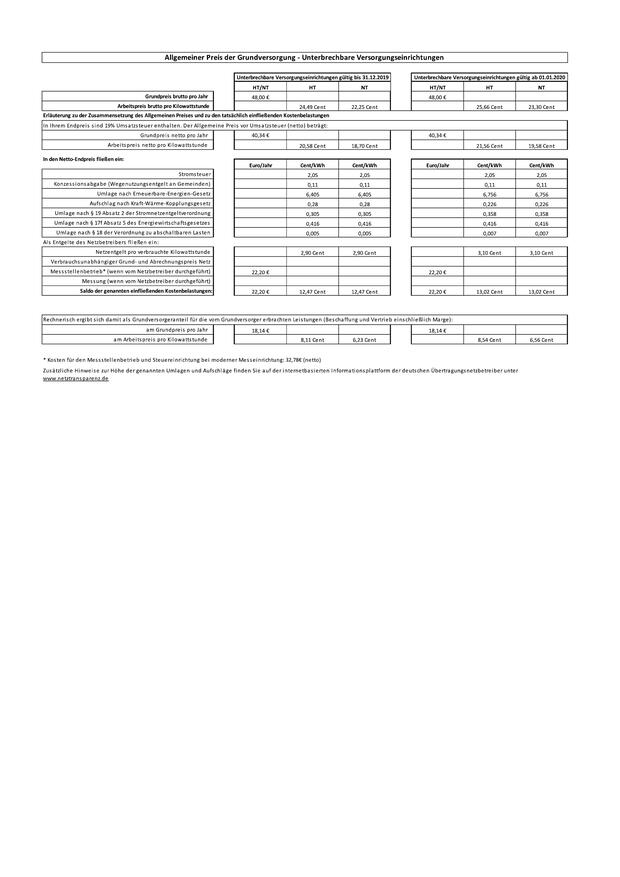 Allgemeiner Preis der Grundversorgung - Unterbrechbare Versorgungseinrichtungen
Unterbrechbare Versorgungseinrichtungen gültig bis 31.12.2019 Unterbrechbare Versorgungseinrichtungen gültig ab 01.01.2020
HT/NT HT NT HT/NT HT NT
Grundpreis brutto pro Jahr 48,00 € 48,00 €
Arbeitspreis brutto pro Kilowattstunde 24,49 Cent 22,25 Cent 25,66 Cent 23,30 Cent
Erläuterung zu der Zusammensetzung des Allgemeinen Preises und zu den tatsächlich einfließenden Kostenbelastungen
In Ihrem Endpreis sind 19% Umsatzsteuer enthalten. Der Allgemeine Preis vor Umsatzsteuer (netto) beträgt:
Grundpreis netto pro Jahr 40,34 € 40,34 €
Arbeitspreis netto pro Kilowattstunde 20,58 Cent 18,70 Cent 21,56 Cent 19,58 Cent
In den Netto-Endpreis fließen ein: Euro/Jahr Cent/kWh Cent/kWh Euro/Jahr Cent/kWh Cent/kWh
Stromsteuer 2,05 2,05 2,05 2,05
Konzessionsabgabe (Wegenutzungsentgelt an Gemeinden) 0,11 0,11 0,11 0,11
Umlage nach Erneuerbare-Energien-Gesetz 6,405 6,405 6,756 6,756
Aufschlag nach Kraft-Wärme-Kopplungsgesetz 0,28 0,28 0,226 0,226
Umlage nach § 19 Absatz 2 der Stromnetzentgeltverordnung 0,305 0,305 0,358 0,358
Umlage nach § 17f Absatz 5 des Energiewirtschaftsgesetzes 0,416 0,416 0,416 0,416
Umlage nach § 18 der Verordnung zu abschaltbaren Lasten 0,005 0,005 0,007 0,007
Als Entgelte des Netzbetreibers fließen ein:
Netzentgelt pro verbrauchte Kilowattstunde 2,90 Cent 2,90 Cent 3,10 Cent 3,10 Cent
Verbrauchsunabhängiger Grund- und Abrechnungspreis Netz
Messstellenbetrieb* (wenn vom Netzbetreiber durchgeführt) 22,20 € 22,20 €
Messung (wenn vom Netzbetreiber durchgeführt)
Saldo der genannten einfließenden Kostenbelastungen: 22,20 € 12,47 Cent 12,47 Cent 22,20 € 13,02 Cent 13,02 Cent
Rechnerisch ergibt sich damit als Grundversorgeranteil für die vom Grundversorger erbrachten Leistungen (Beschaffung und Vertrieb einschließlich Marge):
am Grundpreis pro Jahr 18,14 € 18,14 €
am Arbeitspreis pro Kilowattstunde 8,11 Cent 6,23 Cent 8,54 Cent 6,56 Cent
* Kosten für den Messstellenbetrieb und Steuereinrichtung bei moderner Messeinrichtung: 32,78€ (netto)
Zusätzliche Hinweise zur Höhe der genannten Umlagen und Aufschläge finden Sie auf der internetbasierten Informationsplattform der deutschen Übertragungsnetzbetreiber unter
www.netztransparenz.de